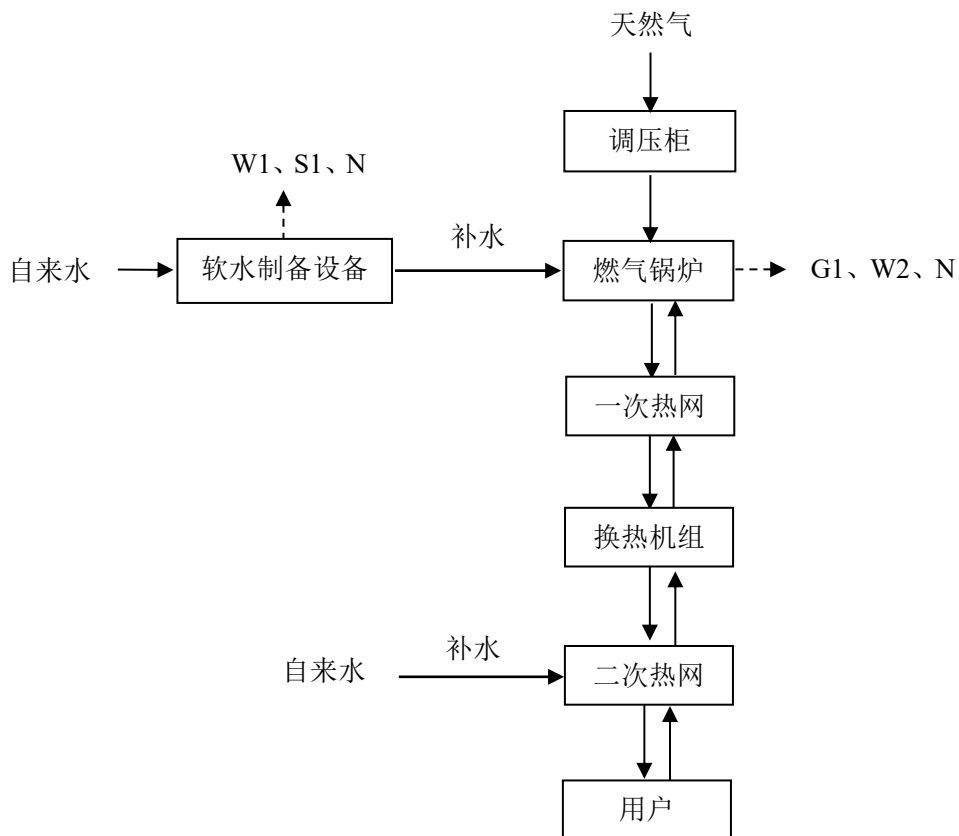 天然气
调压柜
W1、S1、N
补水
自来水
软水制备设备
燃气锅炉
G1、W2、N
一次热网
换热机组
补水
自来水
二次热网
用户